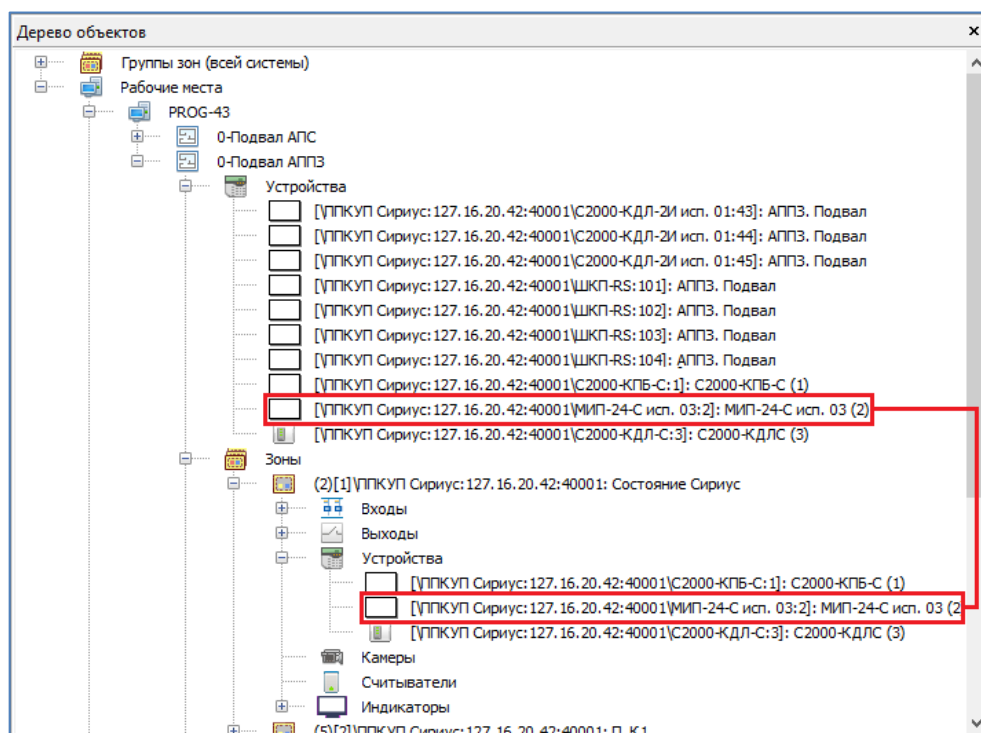 Дерево объектов
Группы зон (всей системы)
Рабочие места
PROG-43
0-Подвал АПС
0-Подвал АППЗ
Устройства
[\ППКУП Сириус:127.16.20.42:40001\С2000-КДЛ-2И исп. 01:43]: АППЗ. Подвал
[\ППКУП Сириус:127.16.20.42:40001\С2000-КДЛ-2И исп. 01:44]: АППЗ. Подвал
[\ППКУП Сириус:127.16.20.42:40001\С2000-КДЛ-2И исп. 01:45]: АППЗ. Подвал
[\ППКУП Сириус:127.16.20.42:40001\ШКП-RS:101]: АППЗ. Подвал
[\ППКУП Сириус:127.16.20.42:40001\ШКП-RS:102]: АППЗ. Подвал
[\ППКУП Сириус:127.16.20.42:40001\ШКП-RS:103]: АППЗ. Подвал
[\ППКУП Сириус:127.16.20.42:40001\ШКП-RS:104]: АППЗ. Подвал
[\ППКУП Сириус:127.16.20.42:40001\С2000-КПБ-С:1]: С2000-КПБ-С (1)
[\ППКУП Сириус:127.16.20.42:40001\МИП-24-С исп. 03:2]: МИП-24-С исп. 03 (2)
[\ППКУП Сириус:127.16.20.42:40001\С2000-КДЛ-С:3]: С2000-КДЛС (3)
Зоны
(2)[1]\ППКУП Сириус:127.16.20.42:40001: Состояние Сириус
Входы
Выходы
Устройства
[\ППКУП Сириус:127.16.20.42:40001\С2000-КПБ-С:1]: С2000-КПБ-С (1)
[\ППКУП Сириус:127.16.20.42:40001\МИП-24-С исп. 03:2]: МИП-24-С исп. 03 (2
[\ППКУП Сириус:127.16.20.42:40001\С2000-КДЛ-С:3]: С2000-КДЛС (3)
Камеры
Считыватели
Индикаторы
(5)[2]\ППКУП Сириус:127.16.20.42:40001: П_К1